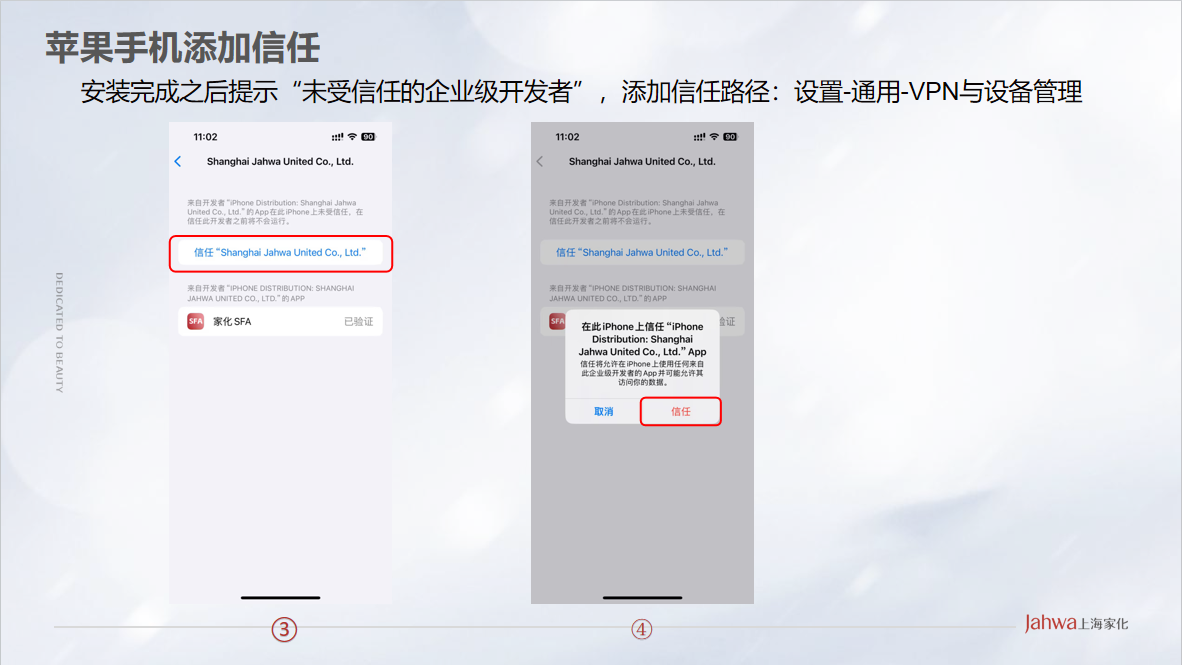 苹果手机添加信任
安装完成之后提示“未受信任的企业级开发者”，添加信任路径：设置-通用-VPN与设备管理
11:02
90
Shanghai Jahwa United Co., Ltd.
来自开发者“iPhone Distribution: Shanghai Jahwa
United Co., Ltd.”的App在此iPhone上未受信任，在
信任此开发者之前将不会运行。
信任“Shanghai Jahwa United Co., Ltd.”
来自开发者“IPHONE DISTRIBUTION: SHANGHAI
JAHWA UNITED CO., LTD.”的APP
SFA 家化SFA 已验证
③
11:02
90
Shanghai Jahwa United Co., Ltd.
来自开发者“iPhone Distribution: Shanghai Jahwa
United Co., Ltd.”的App在此iPhone上未受信任，在
信任此开发者之前将不会运行。
信任“Shanghai Jahwa United Co., Ltd.”
来自开发者“IPHONE DISTRIBUTION: SHANGHAI
JAHWA UNITED CO., LTD.”的APP
SFA 验证
在此iPhone上信任“iPhone
Distribution: Shanghai
Jahwa United Co., Ltd.”App
信任将允许在iPhone上使用任何来自
此企业级开发者的App并可能允许其
访问你的数据。
取消 信任
④
DEDICATED TO BEAUTY
Jahwa上海家化